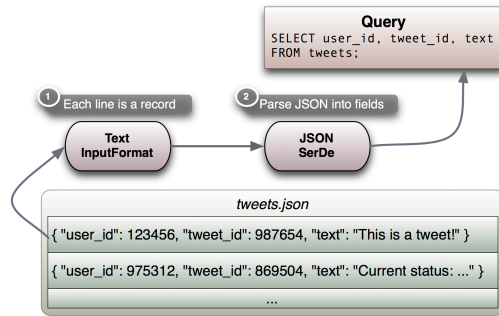 Query
SELECT user_id, tweet_id, text
FROM tweets;
1 Each line is a record
2 Parse JSON into fields
Text
InputFormat
JSON
SerDe
tweets.json
{ "user_id": 123456, "tweet_id": 987654, "text": "This is a tweet!" }
{ "user_id": 975312, "tweet_id": 869504, "text": "Current status: ..." }
...